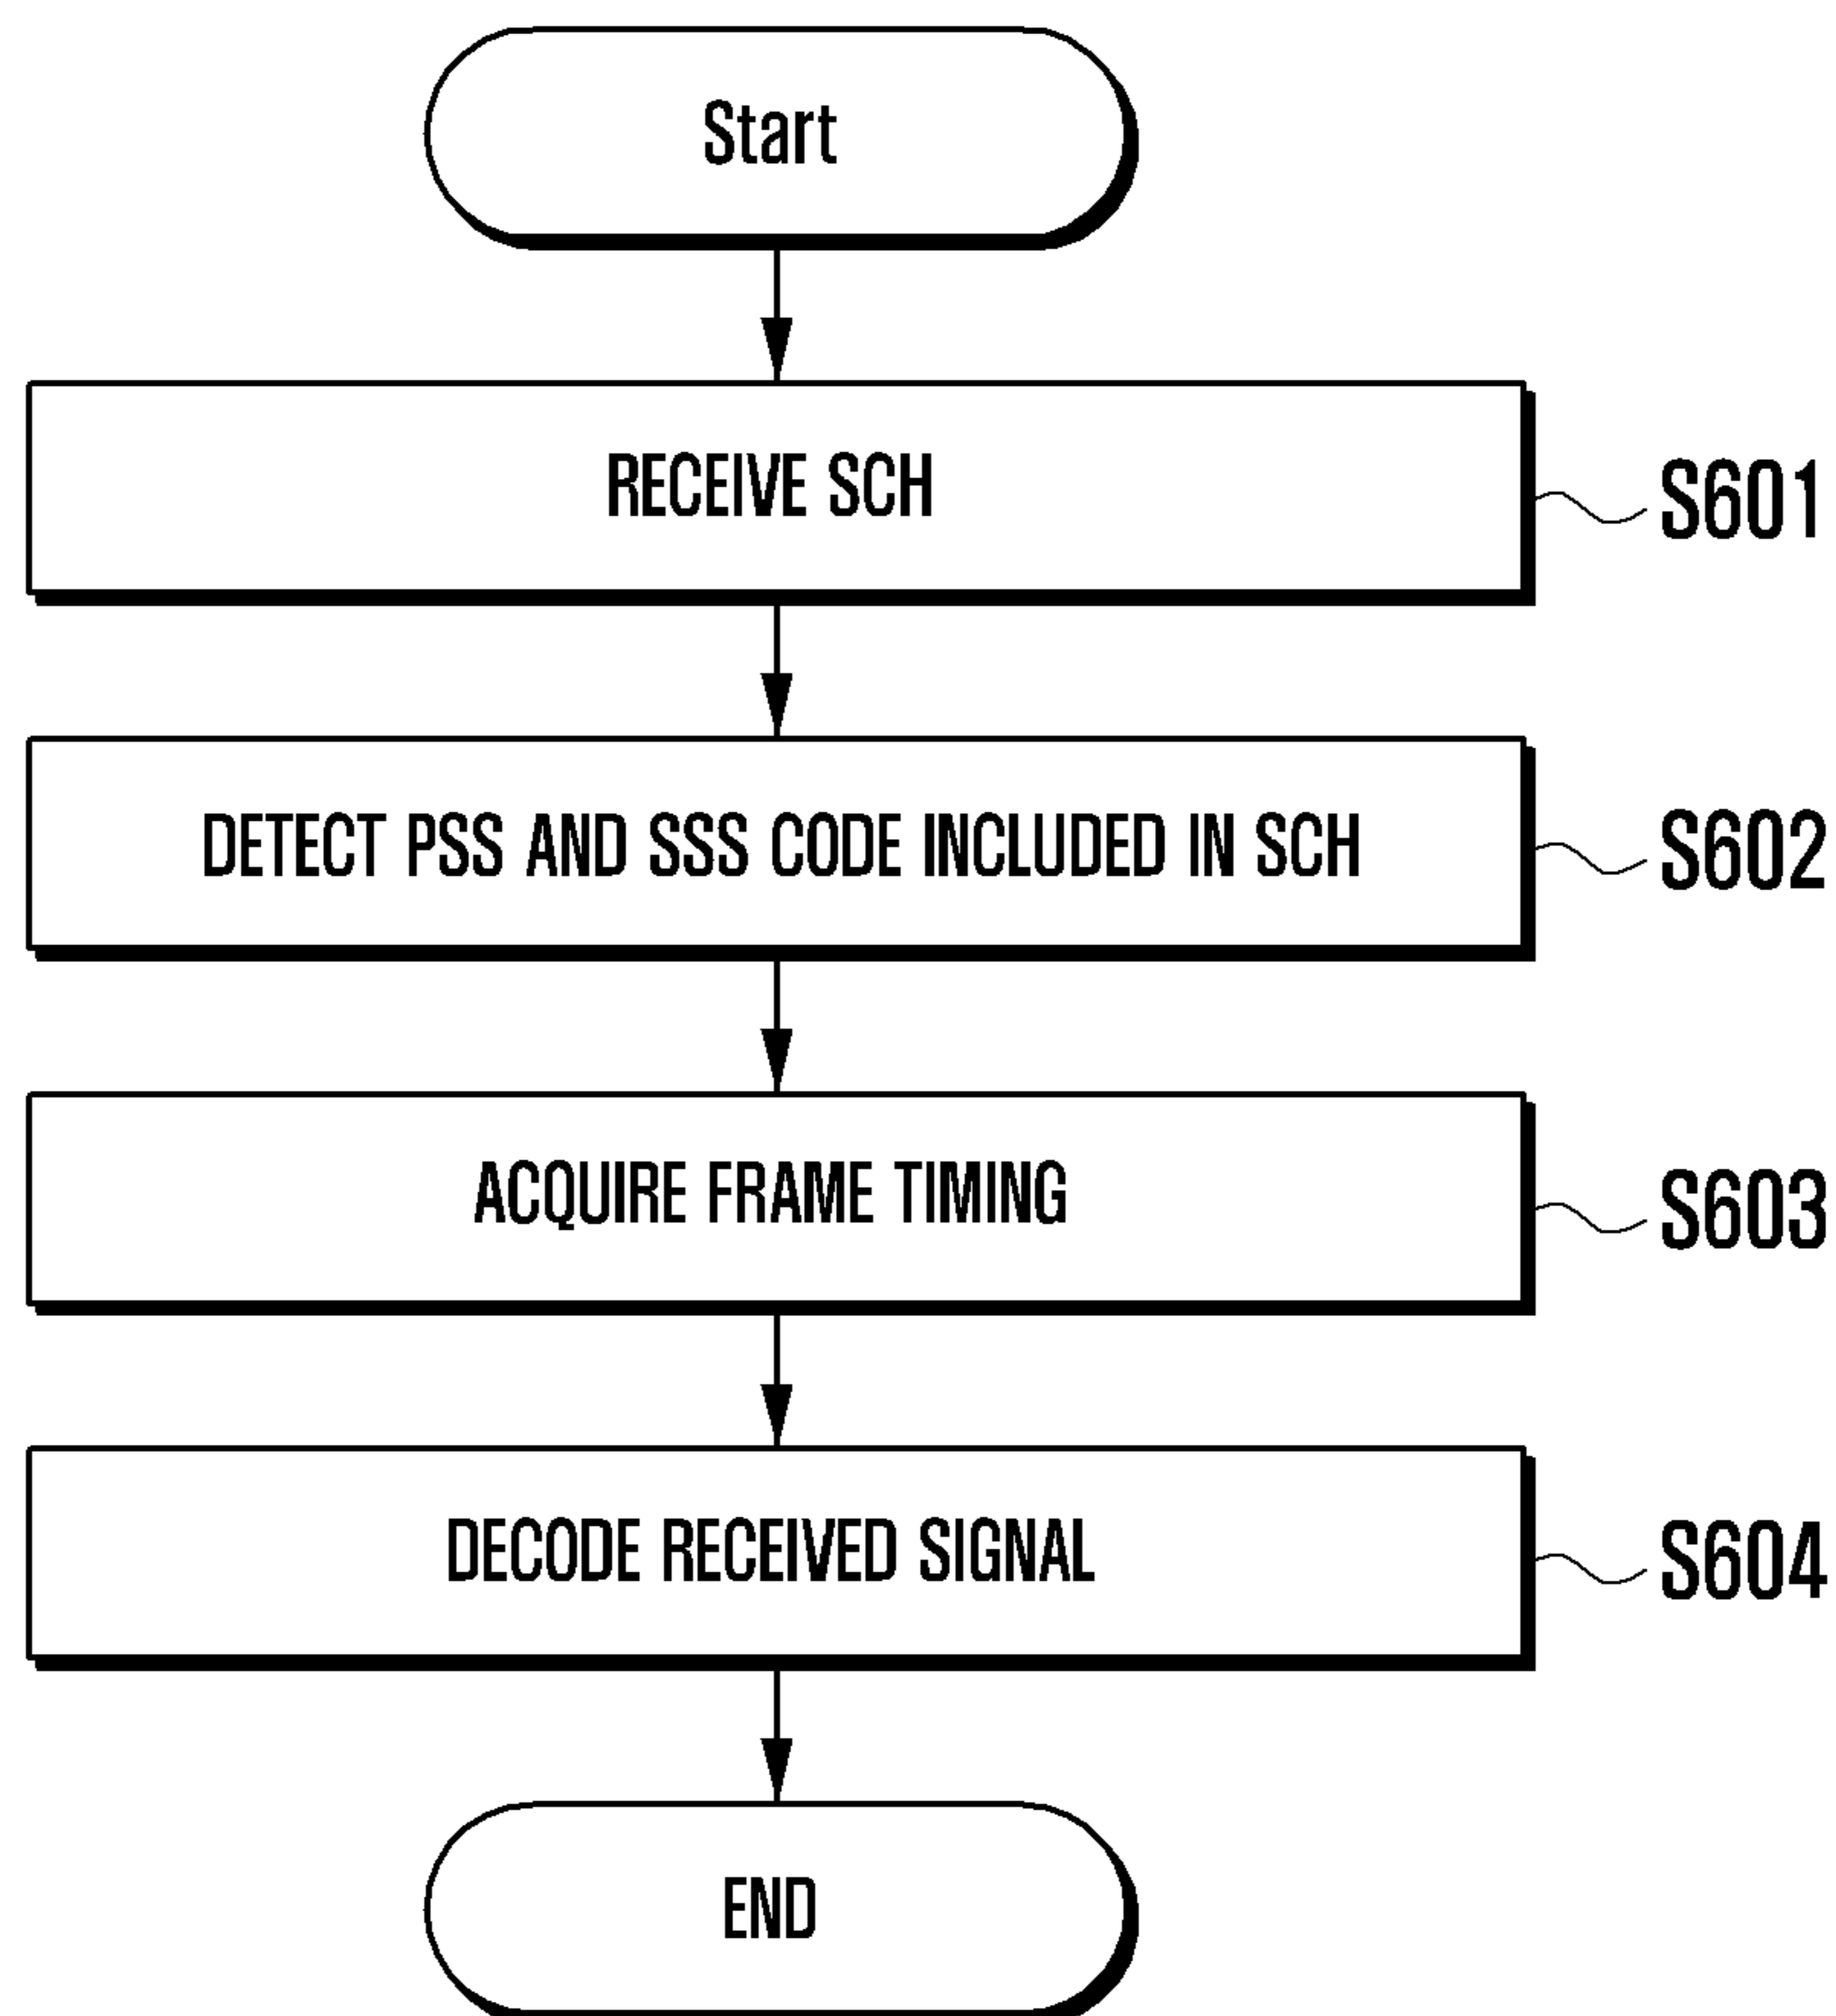 Start
RECEIVE SCH
S601
DETECT PSS AND SSS CODE INCLUDED IN SCH
S602
ACQUIRE FRAME TIMING
S603
DECODE RECEIVED SIGNAL
S604
END